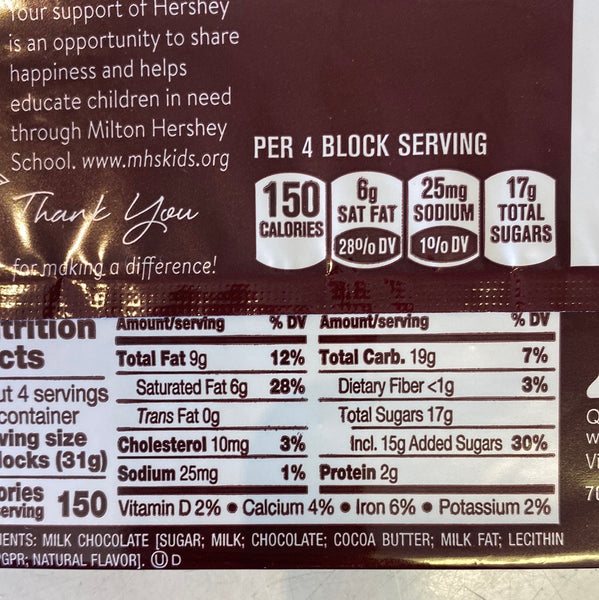 Your support of Hershey
is an opportunity to share
happiness and helps
educate children in need
through Milton Hershey
School. www.mhskids.org
Thank You
for making a difference!
PER 4 BLOCK SERVING
150 CALORIES
6g SAT FAT 28% DV
25mg SODIUM 1% DV
17g TOTAL SUGARS
trition
cts
ut 4 servings
container
ving size
locks (31g)
ories
erving 150
Amount/serving % DV
Total Fat 9g 12%
Saturated Fat 6g 28%
Trans Fat 0g
Cholesterol 10mg 3%
Sodium 25mg 1%
Amount/serving % DV
Total Carb. 19g 7%
Dietary Fiber <1g 3%
Total Sugars 17g
Incl. 15g Added Sugars 30%
Protein 2g
Vitamin D 2% ● Calcium 4% ● Iron 6% ● Potassium 2%
ENTS: MILK CHOCOLATE [SUGAR; MILK; CHOCOLATE; COCOA BUTTER; MILK FAT; LECITHIN
PGPR; NATURAL FLAVOR]. Ⓤ D